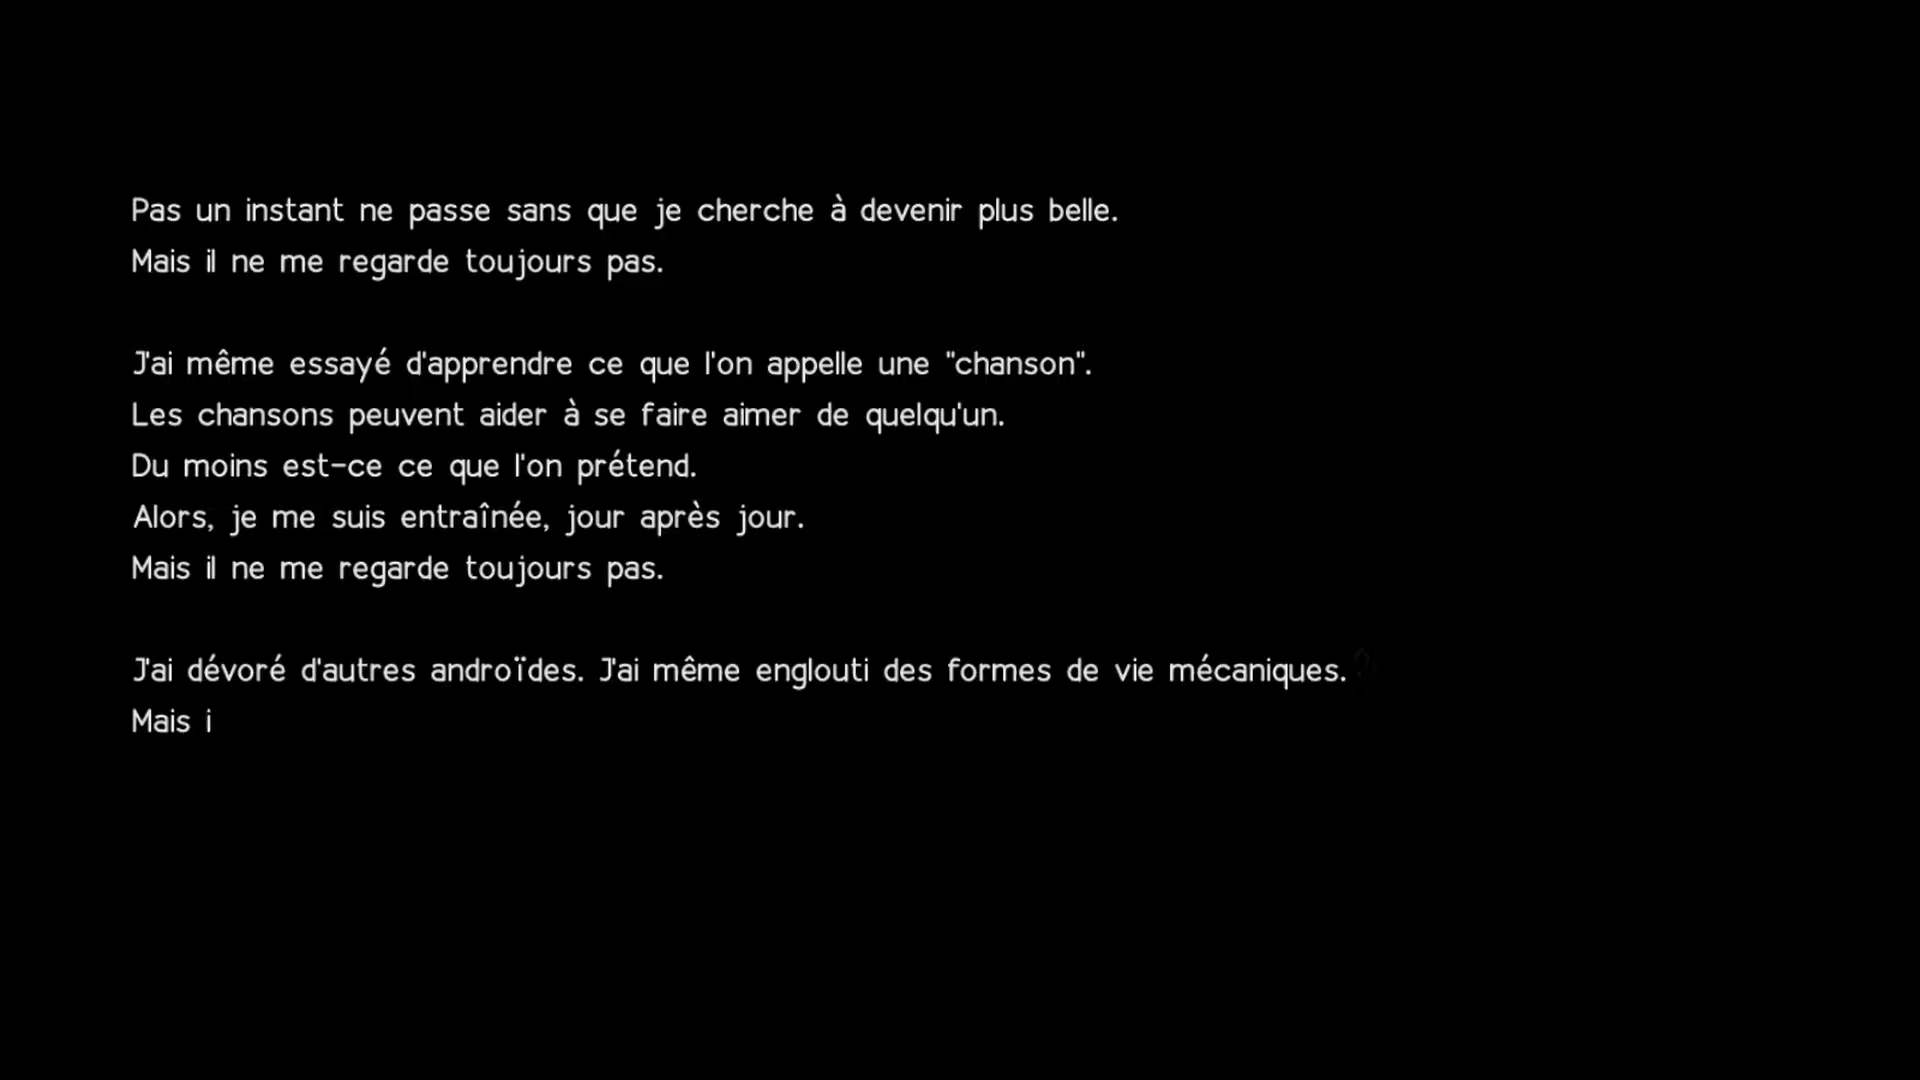 Pas un instant ne passe sans que je cherche à devenir plus belle.
Mais il ne me regarde toujours pas.
J'ai même essayé d'apprendre ce que l'on appelle une "chanson".
Les chansons peuvent aider à se faire aimer de quelqu'un.
Du moins est-ce ce que l'on prétend.
Alors, je me suis entraînée, jour après jour.
Mais il ne me regarde toujours pas.
J'ai dévoré d'autres androïdes. J'ai même englouti des formes de vie mécaniques.
Mais i